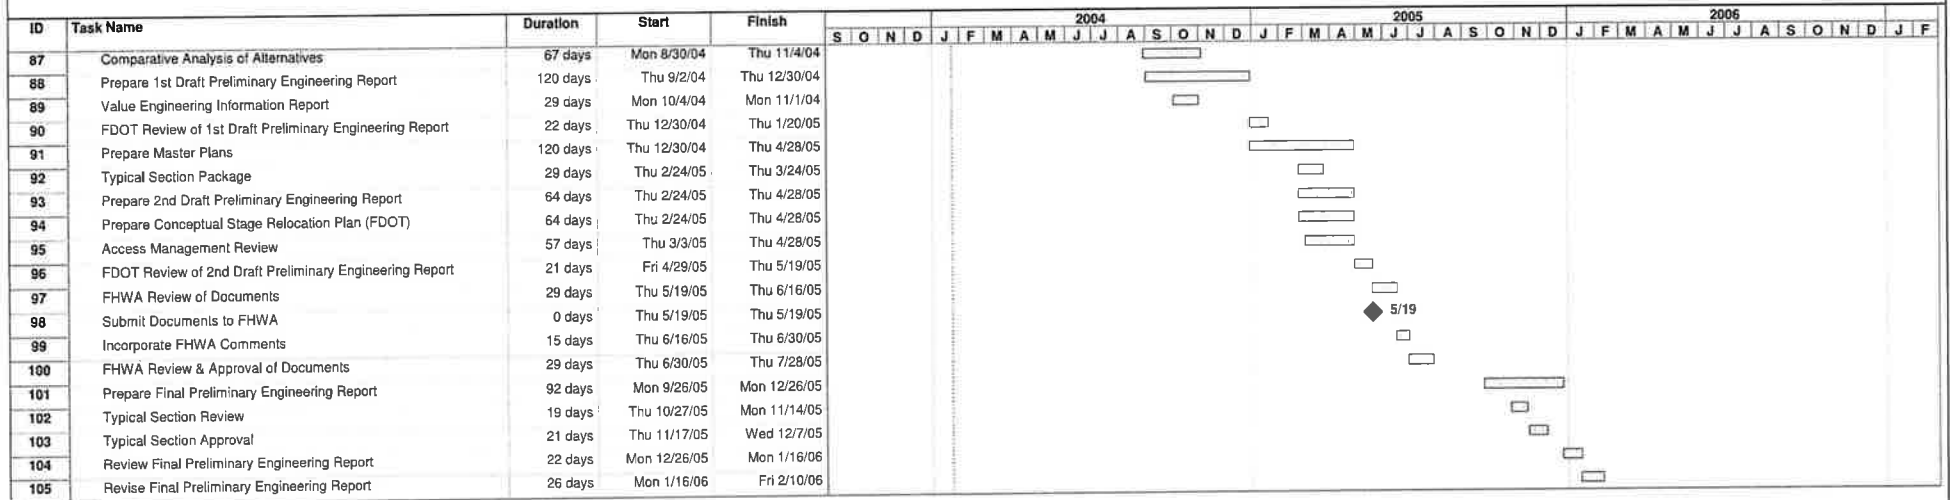 ID Task Name Duration Start Finish 2004 2005 2006
S O N D J F M A M J J A S O N D J F M A M J J A S O N D J F M A M J J A S O N D J F
87 Comparative Analysis of Alternatives 67 days Mon 8/30/04 Thu 11/4/04
88 Prepare 1st Draft Preliminary Engineering Report 120 days Thu 9/2/04 Thu 12/30/04
89 Value Engineering Information Report 29 days Mon 10/4/04 Mon 11/1/04
90 FDOT Review of 1st Draft Preliminary Engineering Report 22 days Thu 12/30/04 Thu 1/20/05
91 Prepare Master Plans 120 days Thu 12/30/04 Thu 4/28/05
92 Typical Section Package 29 days Thu 2/24/05 Thu 3/24/05
93 Prepare 2nd Draft Preliminary Engineering Report 64 days Thu 2/24/05 Thu 4/28/05
94 Prepare Conceptual Stage Relocation Plan (FDOT) 64 days Thu 2/24/05 Thu 4/28/05
95 Access Management Review 57 days Thu 3/3/05 Thu 4/28/05
96 FDOT Review of 2nd Draft Preliminary Engineering Report 21 days Fri 4/29/05 Thu 5/19/05
97 FHWA Review of Documents 29 days Thu 5/19/05 Thu 6/16/05
98 Submit Documents to FHWA 0 days Thu 5/19/05 Thu 5/19/05 5/19
99 Incorporate FHWA Comments 15 days Thu 6/16/05 Thu 6/30/05
100 FHWA Review & Approval of Documents 29 days Thu 6/30/05 Thu 7/28/05
101 Prepare Final Preliminary Engineering Report 92 days Mon 9/26/05 Mon 12/26/05
102 Typical Section Review 19 days Thu 10/27/05 Mon 11/14/05
103 Typical Section Approval 21 days Thu 11/17/05 Wed 12/7/05
104 Review Final Preliminary Engineering Report 22 days Mon 12/26/05 Mon 1/16/06
105 Revise Final Preliminary Engineering Report 26 days Mon 1/16/06 Fri 2/10/06